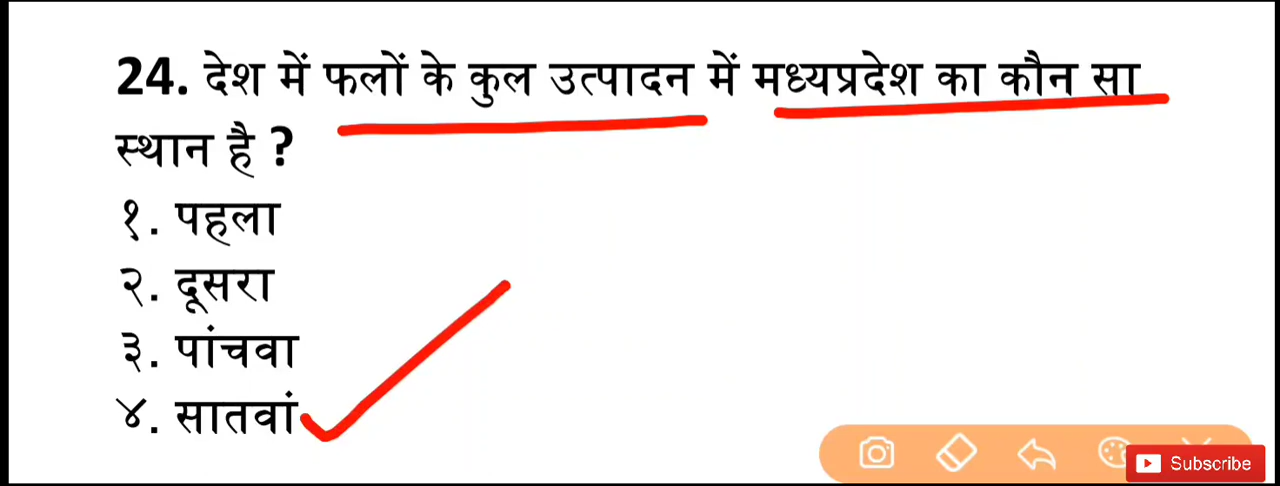 24. देश में फलों के कुल उत्पादन में मध्यप्रदेश का कौन सा
स्थान है ?
१. पहला
२. दूसरा
३. पांचवा
४. सातवां
Subscribe